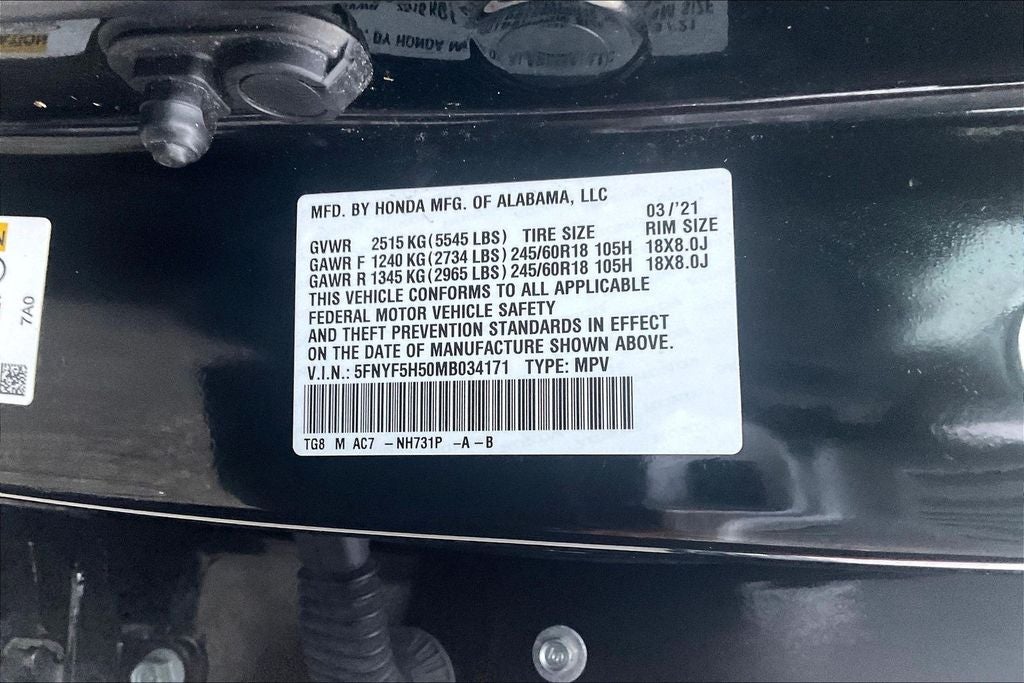 MFD. BY HONDA MFG. OF ALABAMA, LLC
03/'21
GVWR 2515 KG (5545 LBS) TIRE SIZE RIM SIZE
GAWR F 1240 KG (2734 LBS) 245/60R18 105H 18X8.0J
GAWR R 1345 KG (2965 LBS) 245/60R18 105H 18X8.0J
THIS VEHICLE CONFORMS TO ALL APPLICABLE
FEDERAL MOTOR VEHICLE SAFETY
AND THEFT PREVENTION STANDARDS IN EFFECT
ON THE DATE OF MANUFACTURE SHOWN ABOVE.
V.I.N.: 5FNYF5H50MB034171 TYPE: MPV
TG8 M AC7 -NH731P -A -B
7A0